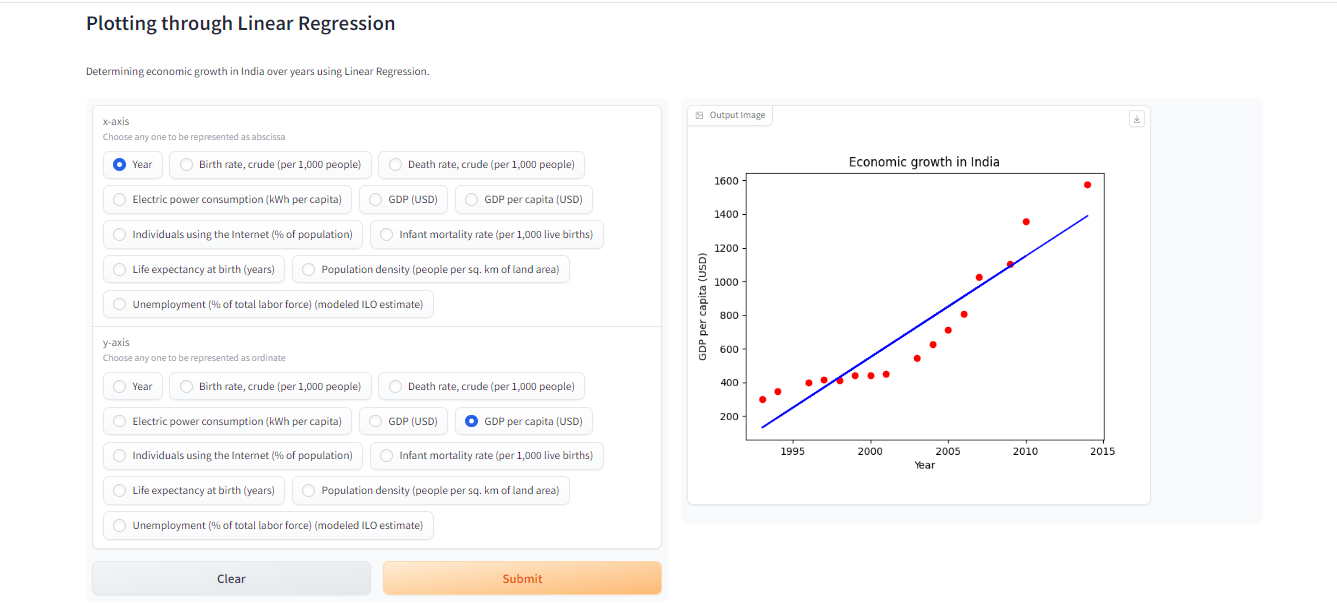 Plotting through Linear Regression
Determining economic growth in India over years using Linear Regression.
x-axis
Choose any one to be represented as abscissa
Year
Birth rate, crude (per 1,000 people)
Death rate, crude (per 1,000 people)
Electric power consumption (kWh per capita)
GDP (USD)
GDP per capita (USD)
Individuals using the Internet (% of population)
Infant mortality rate (per 1,000 live births)
Life expectancy at birth (years)
Population density (people per sq. km of land area)
Unemployment (% of total labor force) (modeled ILO estimate)
y-axis
Choose any one to be represented as ordinate
Year
Birth rate, crude (per 1,000 people)
Death rate, crude (per 1,000 people)
Electric power consumption (kWh per capita)
GDP (USD)
GDP per capita (USD)
Individuals using the Internet (% of population)
Infant mortality rate (per 1,000 live births)
Life expectancy at birth (years)
Population density (people per sq. km of land area)
Unemployment (% of total labor force) (modeled ILO estimate)
Clear
Submit
Output Image
Economic growth in India
1600
1400
1200
1000
800
600
400
200
GDP per capita (USD)
1995
2000
2005
2010
2015
Year